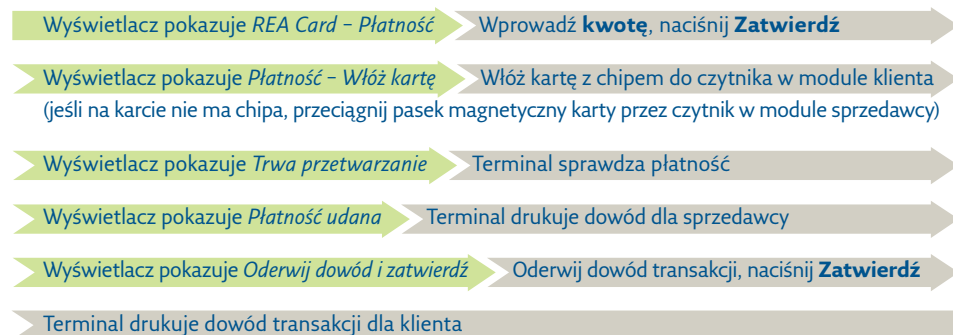 Wyświetlacz pokazuje REA Card – Płatność Wprowadź kwotę, naciśnij Zatwierdź
Wyświetlacz pokazuje Płatność – Włóż kartę Włóż kartę z chipem do czytnika w module klienta
(jeśli na karcie nie ma chipa, przeciągnij pasek magnetyczny karty przez czytnik w module sprzedawcy)
Wyświetlacz pokazuje Trwa przetwarzanie Terminal sprawdza płatność
Wyświetlacz pokazuje Płatność udana Terminal drukuje dowód dla sprzedawcy
Wyświetlacz pokazuje Oderwij dowód i zatwierdź Oderwij dowód transakcji, naciśnij Zatwierdź
Terminal drukuje dowód transakcji dla klienta